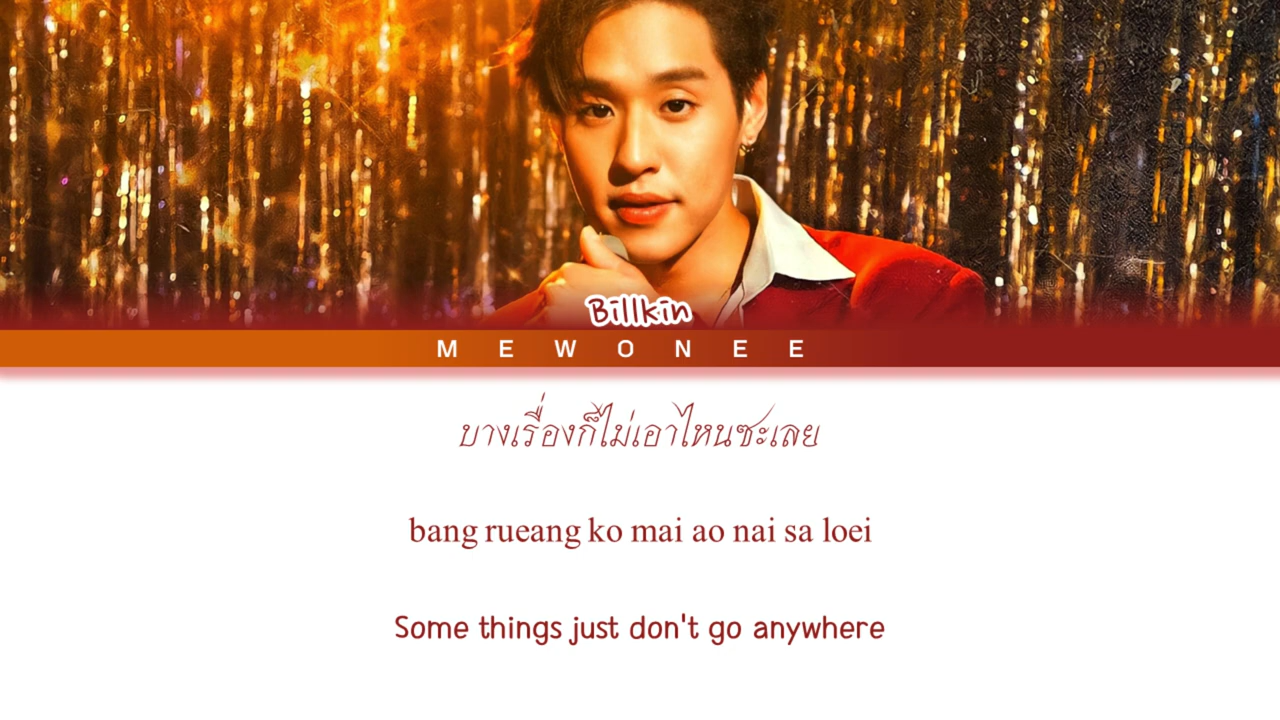 Billkin
MEWONEE
บางเรื่องก็ไม่เอาไหนซะเลย
bang rueang ko mai ao nai sa loei
Some things just don't go anywhere